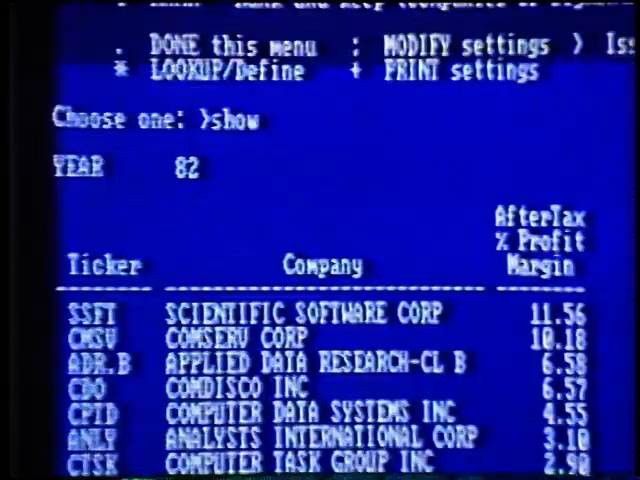 . DONE this menu : MODIFY settings ) Is
* LOOKUP/Define + PRINT settings
Choose one: )show
YEAR 82
AfterTax
% Profit
Ticker Company Margin
SSFT SCIENTIFIC SOFTWARE CORP 11.56
CMSV COMSERV CORP 10.18
ADR.B APPLIED DATA RESEARCH-CL B 6.58
CDO COMDISCO INC 6.57
CPTD COMPUTER DATA SYSTEMS INC 4.55
ANLY ANALYSTS INTERNATIONAL CORP 3.10
CTSK COMPUTER TASK GROUP INC 2.90